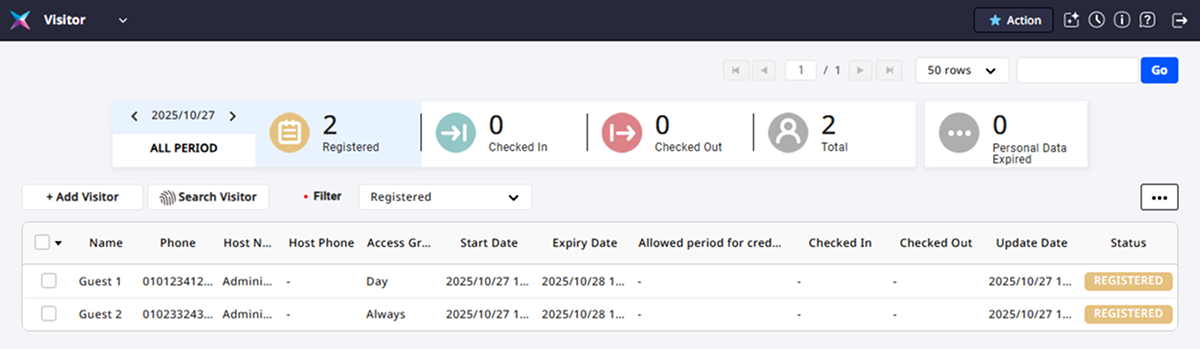 Visitor
Action
1 / 1 50 rows Go
2025/10/27
ALL PERIOD
2
Registered
0
Checked In
0
Checked Out
2
Total
0
Personal Data
Expired
+ Add Visitor Search Visitor • Filter Registered •••
Name Phone Host N... Host Phone Access Gr... Start Date Expiry Date Allowed period for cred... Checked In Checked Out Update Date Status
Guest 1 010123412... Admini... - Day 2025/10/27 1... 2025/10/28 1... - - - 2025/10/27 1... REGISTERED
Guest 2 010233243... Admini... - Always 2025/10/27 1... 2025/10/28 1... - - - 2025/10/27 1... REGISTERED